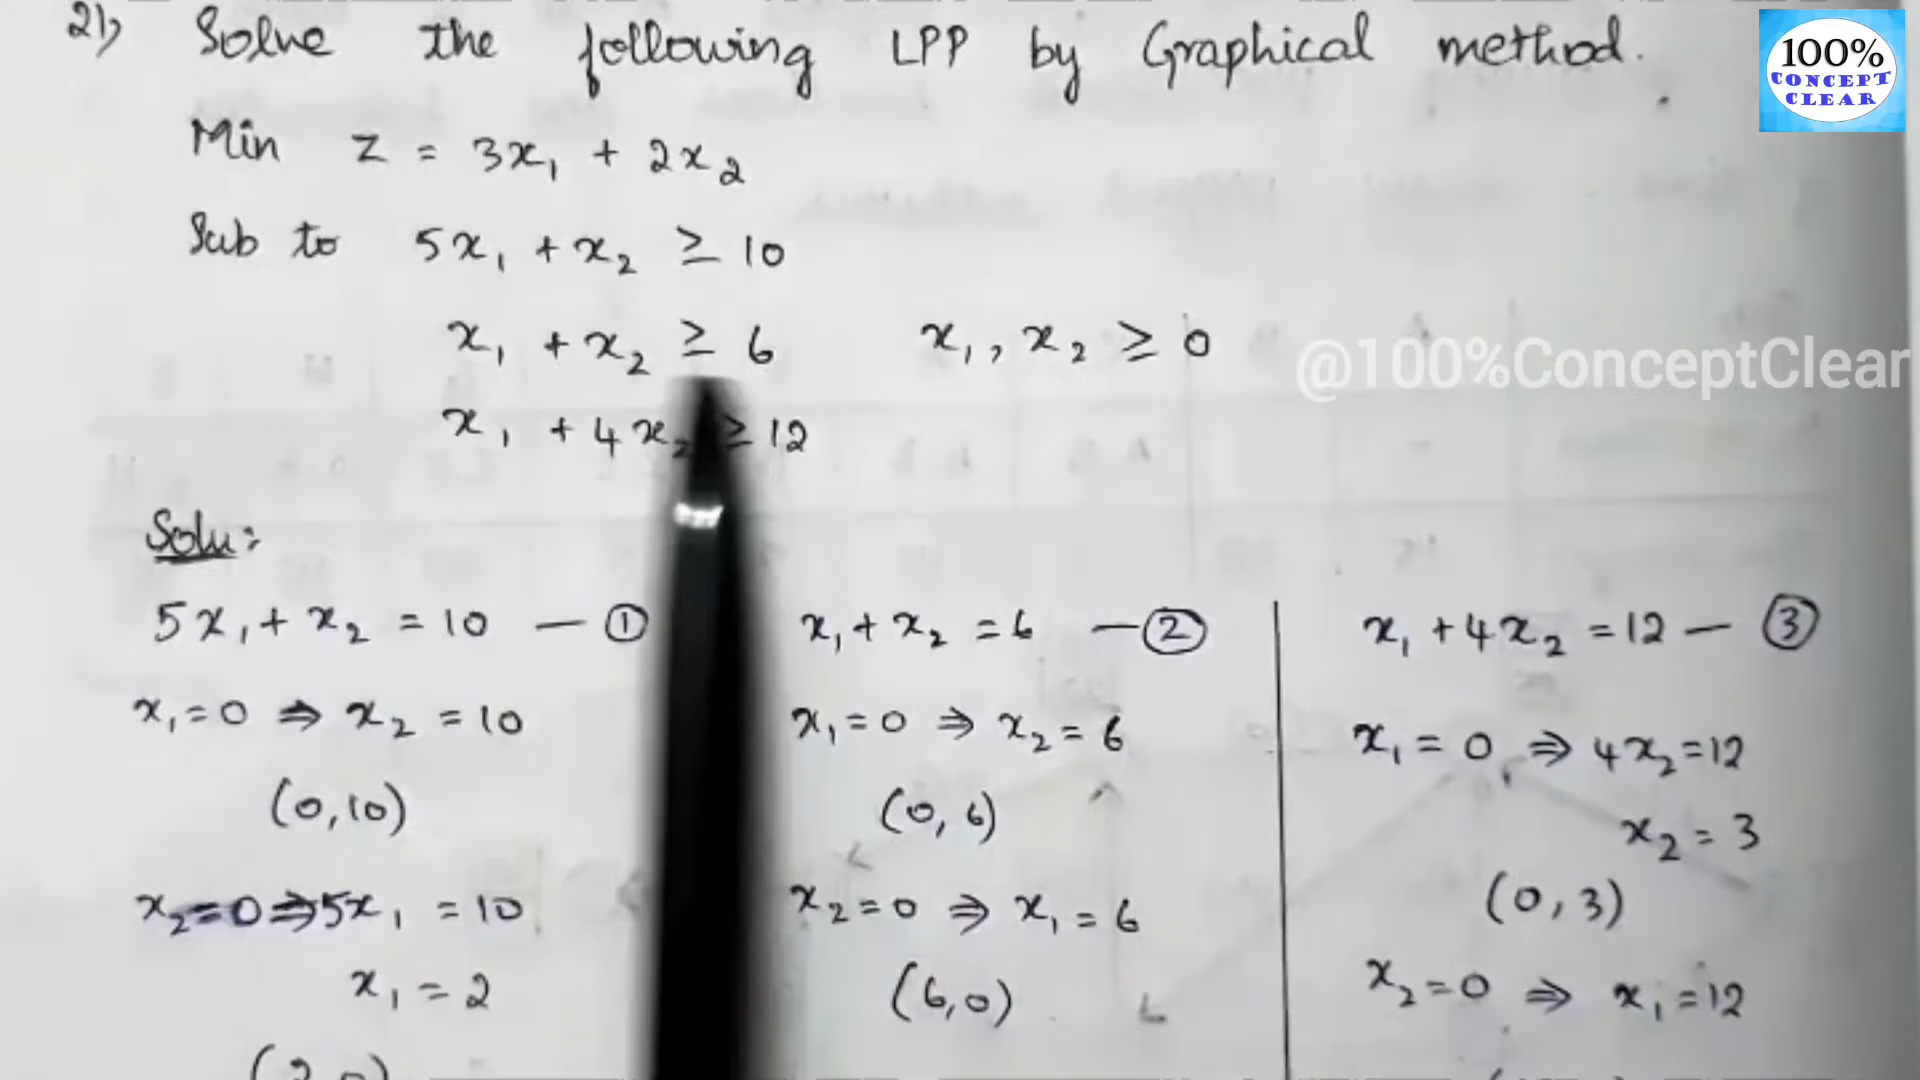 21) Solve the following LPP by Graphical method.
100%
CONCEPT
CLEAR
Min z = 3x₁ + 2x₂
Sub to 5x₁ + x₂ ≥ 10
x₁ + x₂ ≥ 6 x₁, x₂ ≥ 0
@100%ConceptClear
x₁ + 4x₂ ≥ 12
Solu:
5x₁ + x₂ = 10 — ①
x₁ = 0 ⇒ x₂ = 10
(0, 10)
x₂ = 0 ⇒ 5x₁ = 10
x₁ = 2
(2, 0)
x₁ + x₂ = 6 — ②
x₁ = 0 ⇒ x₂ = 6
(0, 6)
x₂ = 0 ⇒ x₁ = 6
(6, 0)
x₁ + 4x₂ = 12 — ③
x₁ = 0 ⇒ 4x₂ = 12
x₂ = 3
(0, 3)
x₂ = 0 ⇒ x₁ = 12